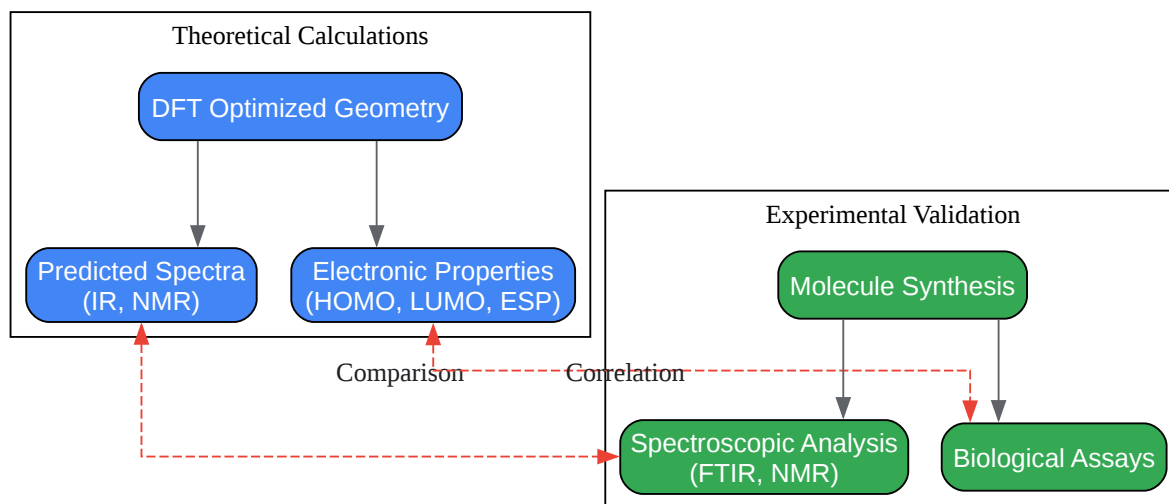 Theoretical Calculations
DFT Optimized Geometry
Predicted Spectra
(IR, NMR)
Electronic Properties
(HOMO, LUMO, ESP)
Experimental Validation
Molecule Synthesis
Comparison
Correlation
Spectroscopic Analysis
(FTIR, NMR)
Biological Assays